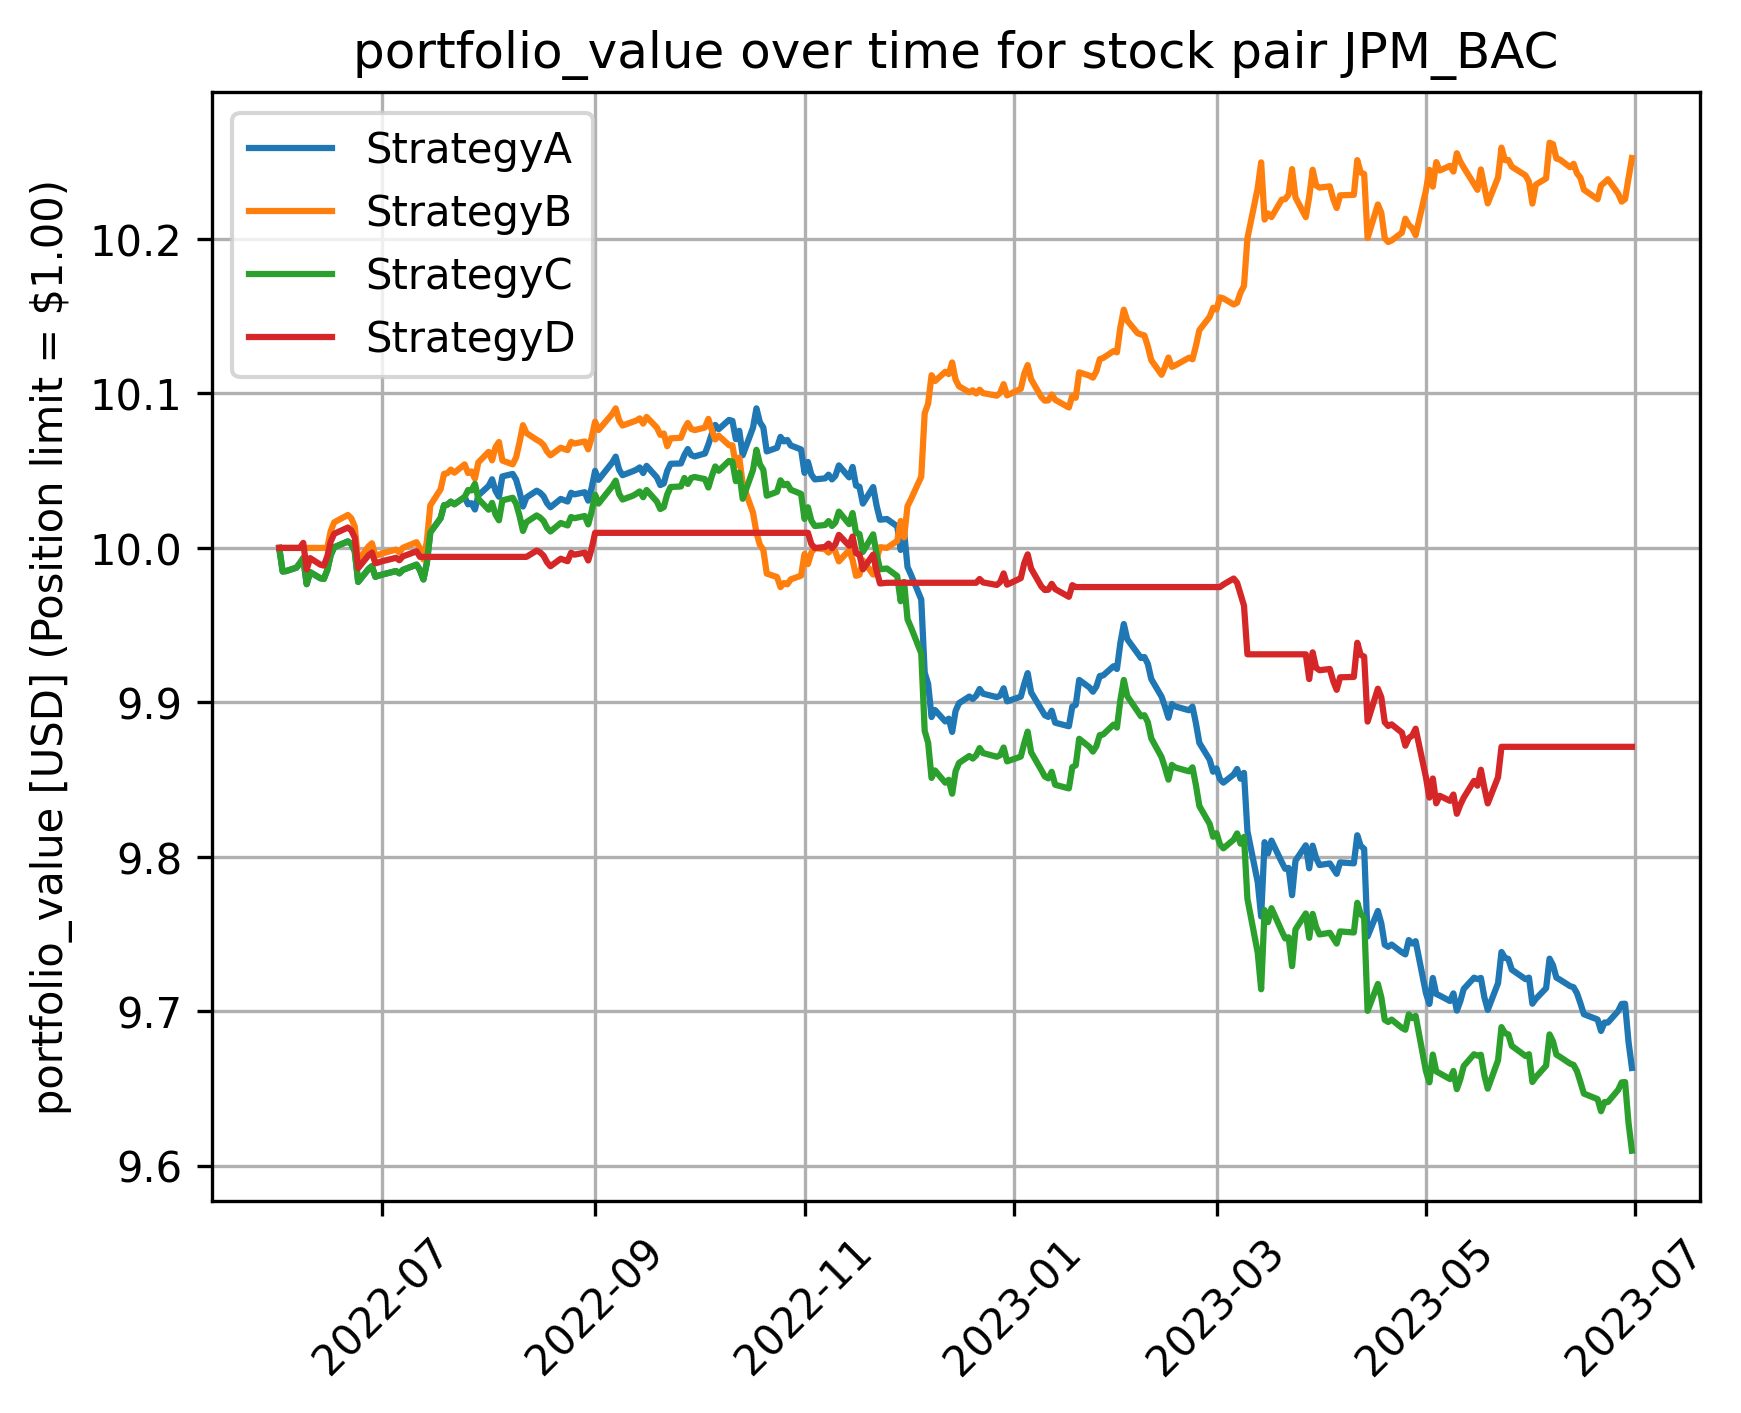 portfolio_value over time for stock pair JPM_BAC
StrategyA
StrategyB
StrategyC
StrategyD
portfolio_value [USD] (Position limit = $1.00)
10.2
10.1
10.0
9.9
9.8
9.7
9.6
2022-07
2022-09
2022-11
2023-01
2023-03
2023-05
2023-07